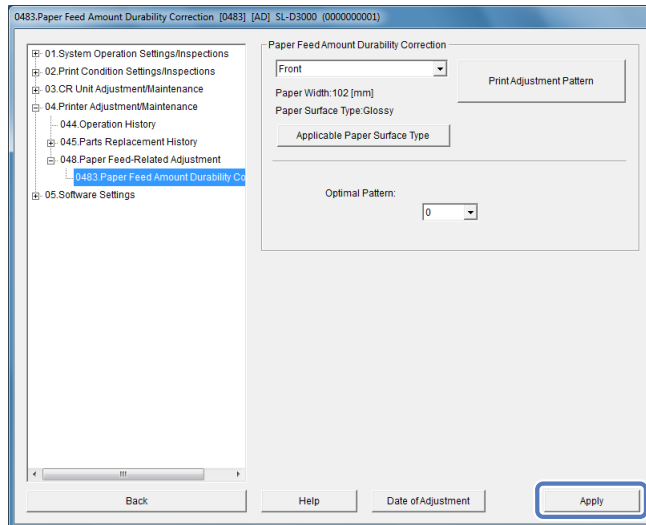 0483.Paper Feed Amount Durability Correction [0483] [AD] SL-D3000 (0000000001)
01.System Operation Settings/Inspections
02.Print Condition Settings/Inspections
03.CR Unit Adjustment/Maintenance
04.Printer Adjustment/Maintenance
044.Operation History
045.Parts Replacement History
048.Paper Feed-Related Adjustment
0483.Paper Feed Amount Durability Co
05.Software Settings
Paper Feed Amount Durability Correction
Front
Print Adjustment Pattern
Paper Width:102 [mm]
Paper Surface Type:Glossy
Applicable Paper Surface Type
Optimal Pattern:
0
Back
Help
Date of Adjustment
Apply